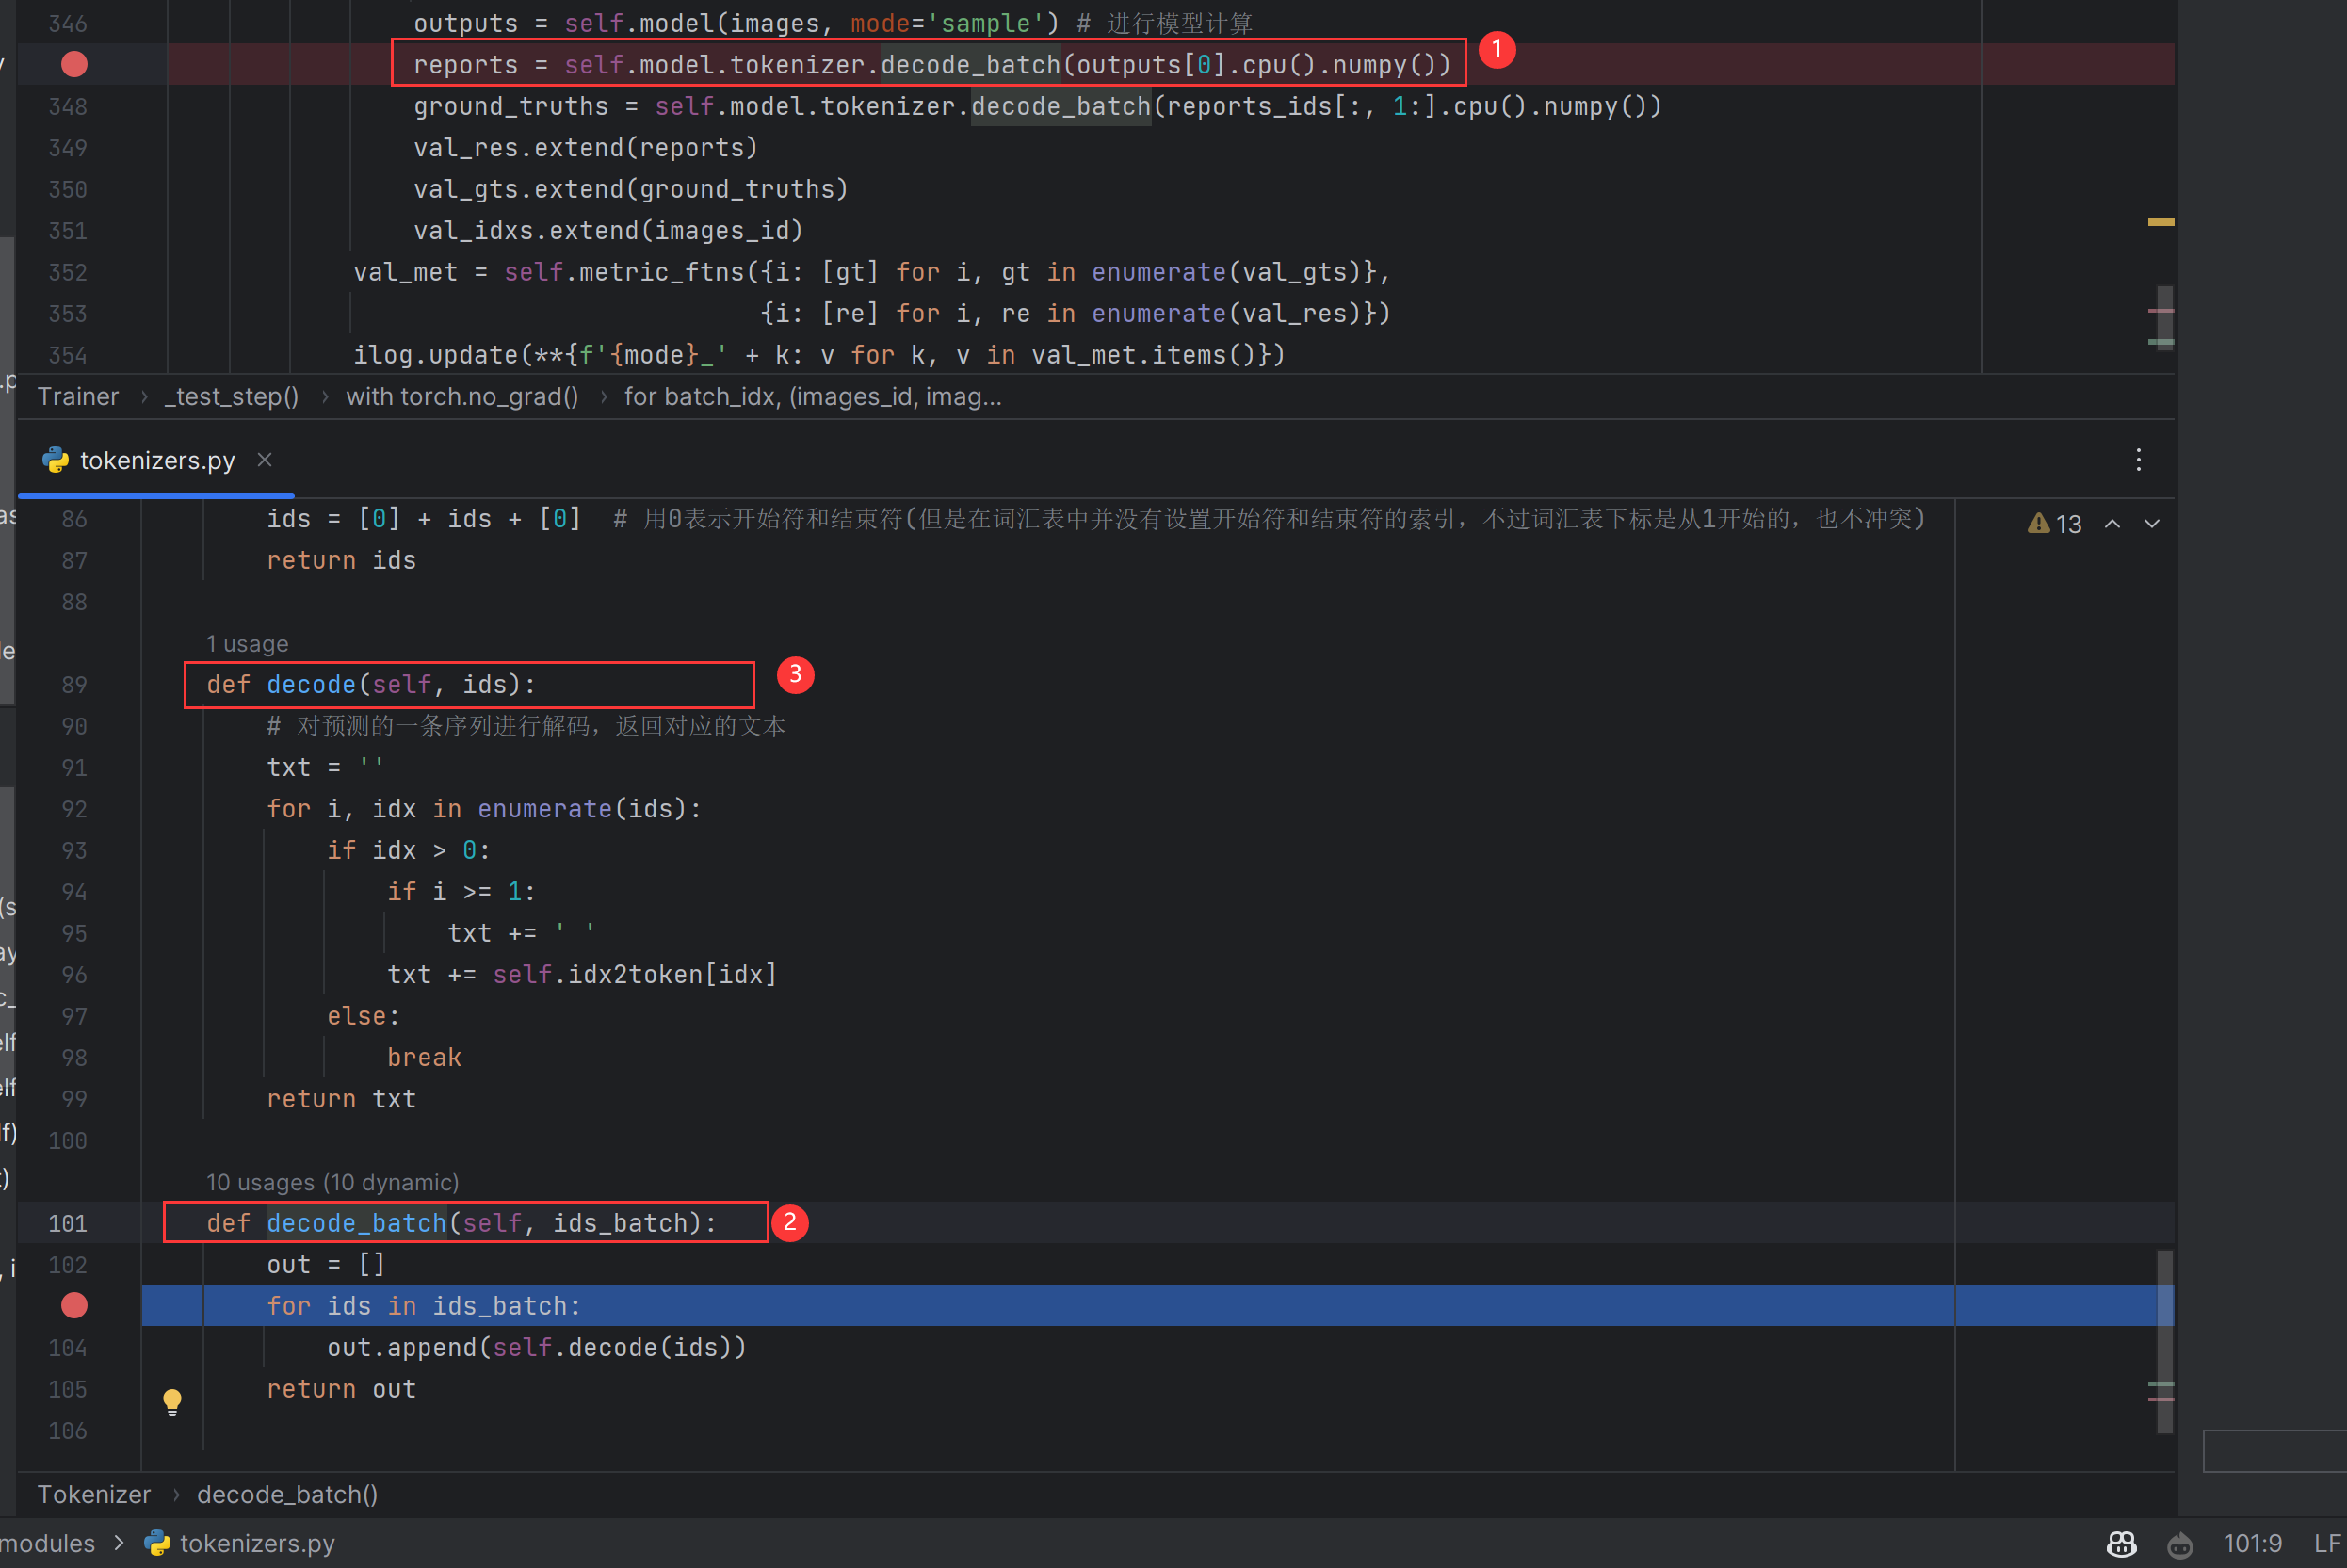 346 outputs = self.model(images, mode='sample') # 进行模型计算
reports = self.model.tokenizer.decode_batch(outputs[0].cpu().numpy()) 1
348 ground_truths = self.model.tokenizer.decode_batch(reports_ids[:, 1:].cpu().numpy())
349 val_res.extend(reports)
350 val_gts.extend(ground_truths)
351 val_idxs.extend(images_id)
352 val_met = self.metric_ftns({i: [gt] for i, gt in enumerate(val_gts)},
353 {i: [re] for i, re in enumerate(val_res)})
354 ilog.update(**{f'{mode}_' + k: v for k, v in val_met.items()})
Trainer › _test_step() › with torch.no_grad() › for batch_idx, (images_id, imag...
tokenizers.py
86 ids = [0] + ids + [0] # 用0表示开始符和结束符(但是在词汇表中并没有设置开始符和结束符的索引，不过词汇表下标是从1开始的，也不冲突) 13
87 return ids
88
1 usage
89 def decode(self, ids): 3
90 # 对预测的一条序列进行解码，返回对应的文本
91 txt = ''
92 for i, idx in enumerate(ids):
93 if idx > 0:
94 if i >= 1:
95 txt += ' '
96 txt += self.idx2token[idx]
97 else:
98 break
99 return txt
100
10 usages (10 dynamic)
101 def decode_batch(self, ids_batch): 2
102 out = []
for ids in ids_batch:
104 out.append(self.decode(ids))
105 return out
106
Tokenizer › decode_batch()
modules > tokenizers.py 101:9 LF